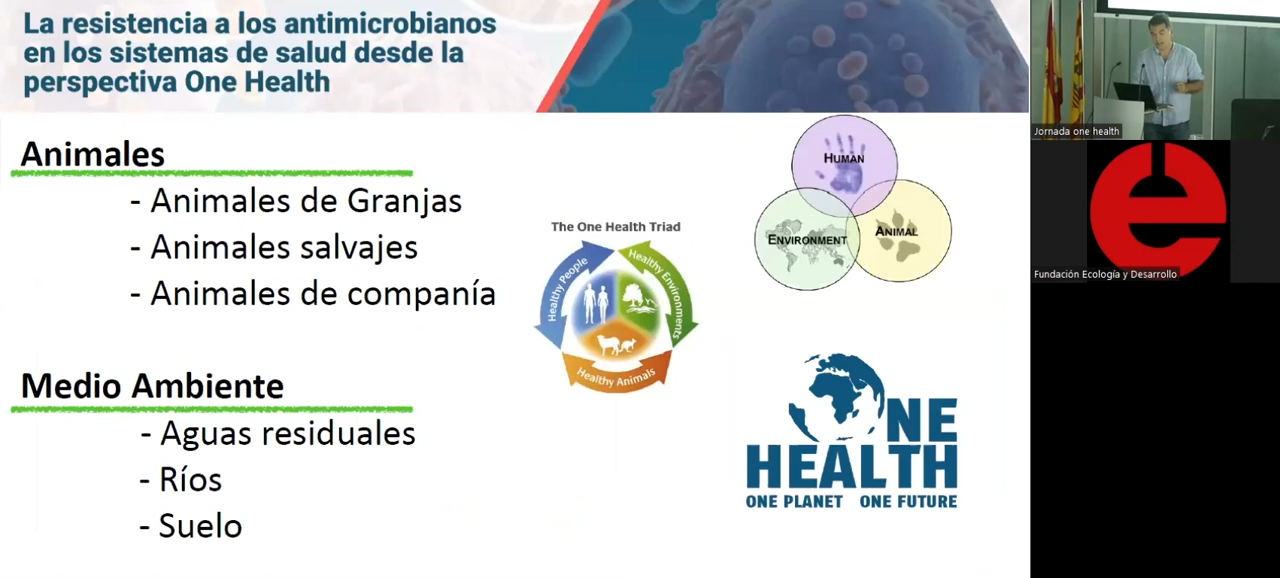 La resistencia a los antimicrobianos
en los sistemas de salud desde la
perspectiva One Health
Animales
- Animales de Granjas
- Animales salvajes
- Animales de companía
Medio Ambiente
- Aguas residuales
- Ríos
- Suelo
The One Health Triad
Healthy People
Healthy Environments
Healthy Animals
HUMAN
ENVIRONMENT
ANIMAL
ONE
HEALTH
ONE PLANET ONE FUTURE
Jornada one health
e
Fundación Ecología y Desarrollo